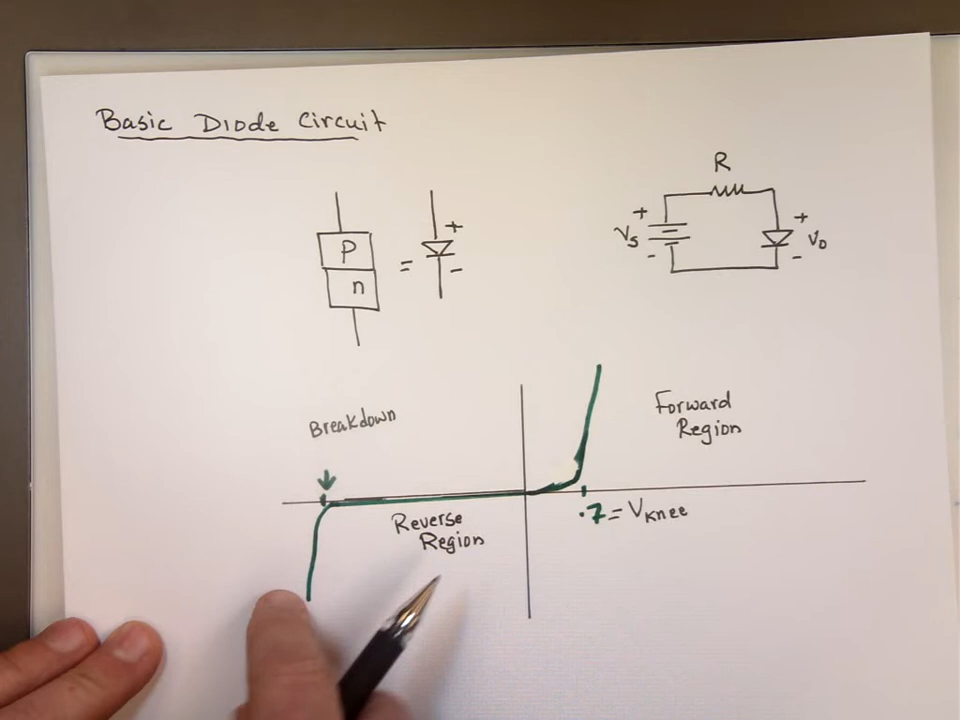 Basic Diode Circuit
R
P
n
=
+
-
+
Vs
-
+
VD
-
Breakdown
Forward
Region
Reverse
Region
.7 = VKnee